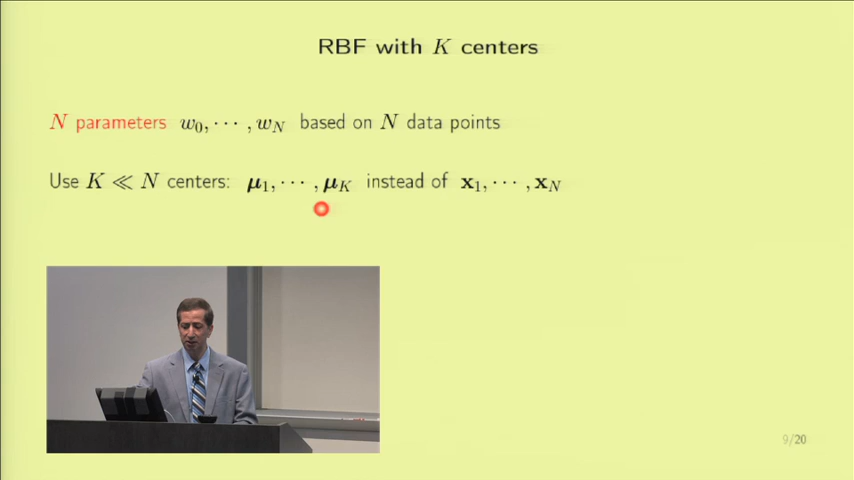 RBF with K centers
N parameters w₀, ··· , w_N based on N data points
Use K ≪ N centers: μ₁, ··· , μ_K instead of x₁, ··· , x_N
9/20